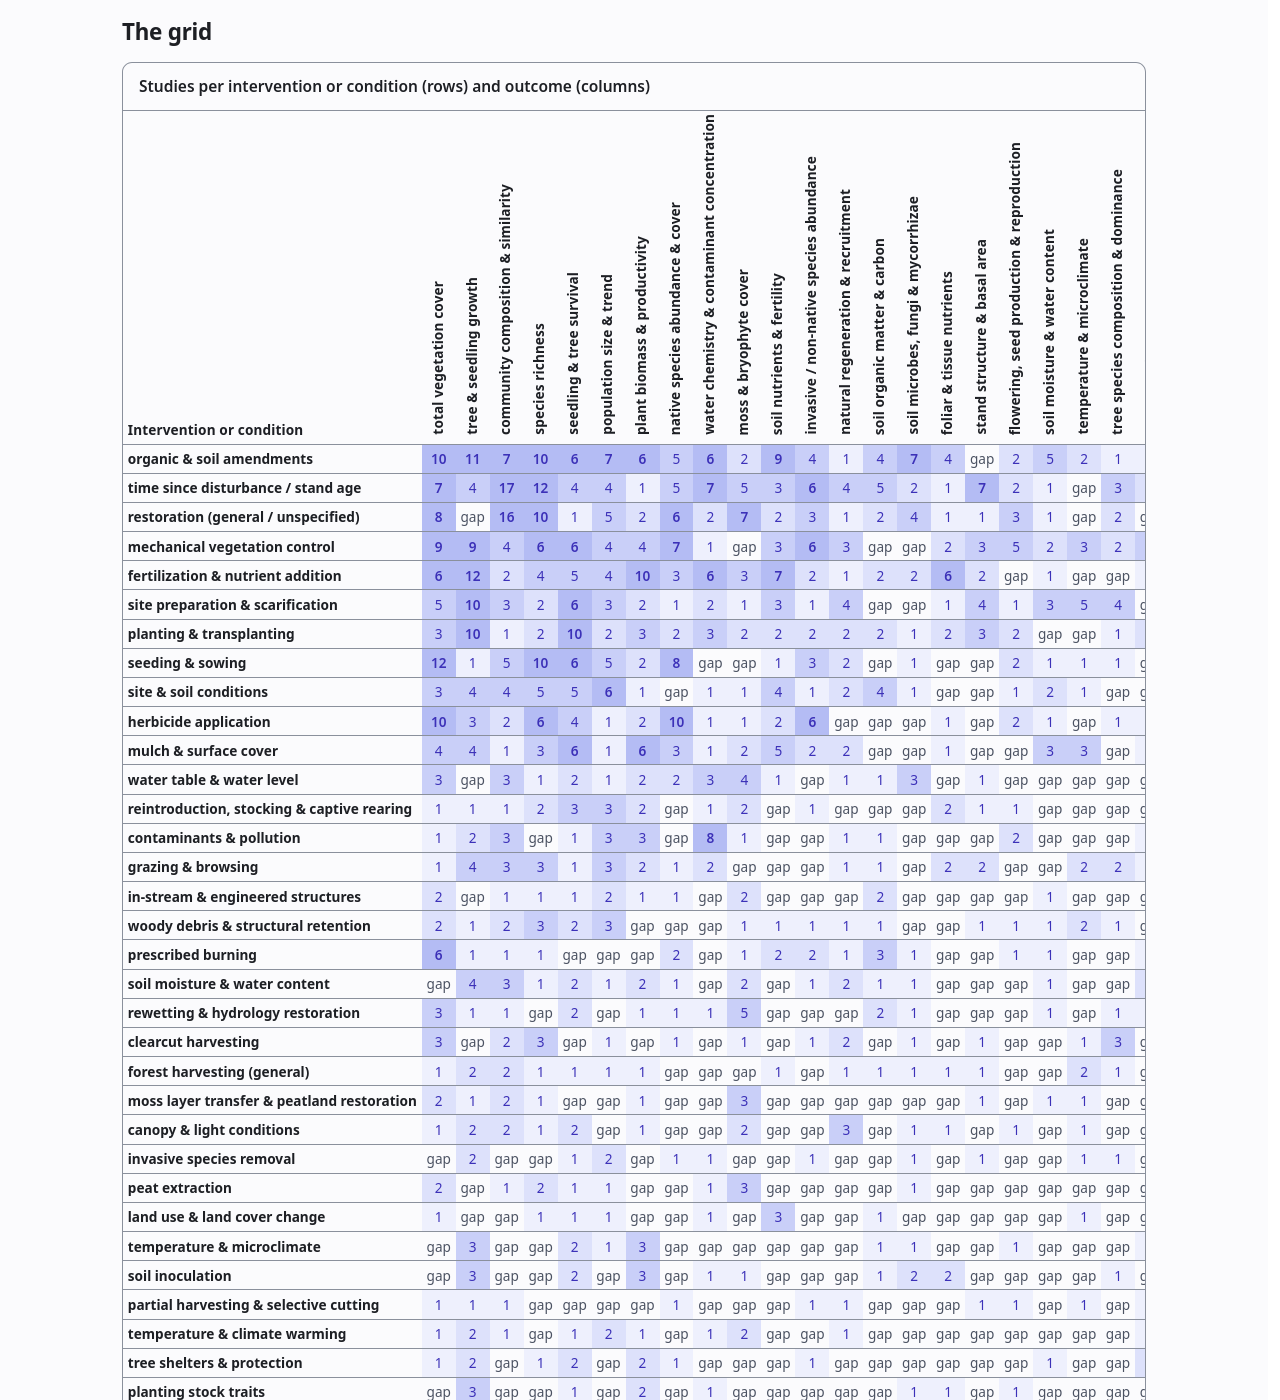 The grid
Studies per intervention or condition (rows) and outcome (columns)
Intervention or condition total vegetation cover tree & seedling growth community composition & similarity species richness seedling & tree survival population size & trend plant biomass & productivity native species abundance & cover water chemistry & contaminant concentration moss & bryophyte cover soil nutrients & fertility invasive / non-native species abundance natural regeneration & recruitment soil organic matter & carbon soil microbes, fungi & mycorrhizae foliar & tissue nutrients stand structure & basal area flowering, seed production & reproduction soil moisture & water content temperature & microclimate tree species composition & dominance
organic & soil amendments 10 11 7 10 6 7 6 5 6 2 9 4 1 4 7 4 gap 2 5 2 1
time since disturbance / stand age 7 4 17 12 4 4 1 5 7 5 3 6 4 5 2 1 7 2 1 gap 3
restoration (general / unspecified) 8 gap 16 10 1 5 2 6 2 7 2 3 1 2 4 1 1 3 1 gap 2
mechanical vegetation control 9 9 4 6 6 4 4 7 1 gap 3 6 3 gap gap 2 3 5 2 3 2
fertilization & nutrient addition 6 12 2 4 5 4 10 3 6 3 7 2 1 2 2 6 2 gap 1 gap gap
site preparation & scarification 5 10 3 2 6 3 2 1 2 1 3 1 4 gap gap 1 4 1 3 5 4
planting & transplanting 3 10 1 2 10 2 3 2 3 2 2 2 2 2 1 2 3 2 gap gap 1
seeding & sowing 12 1 5 10 6 5 2 8 gap gap 1 3 2 gap 1 gap gap 2 1 1 1
site & soil conditions 3 4 4 5 5 6 1 gap 1 1 4 1 2 4 1 gap gap 1 2 1 gap
herbicide application 10 3 2 6 4 1 2 10 1 1 2 6 gap gap gap 1 gap 2 1 gap 1
mulch & surface cover 4 4 1 3 6 1 6 3 1 2 5 2 2 gap gap 1 gap gap 3 3 gap
water table & water level 3 gap 3 1 2 1 2 2 3 4 1 gap 1 1 3 gap 1 gap gap gap gap
reintroduction, stocking & captive rearing 1 1 1 2 3 3 2 gap 1 2 gap 1 gap gap gap 2 1 1 gap gap gap
contaminants & pollution 1 2 3 gap 1 3 3 gap 8 1 gap gap 1 1 gap gap gap 2 gap gap gap
grazing & browsing 1 4 3 3 1 3 2 1 2 gap gap gap 1 1 gap 2 2 gap gap 2 2
in-stream & engineered structures 2 gap 1 1 1 2 1 1 gap 2 gap gap gap 2 gap gap gap gap 1 gap gap
woody debris & structural retention 2 1 2 3 2 3 gap gap gap 1 1 1 1 1 gap gap 1 1 1 2 1
prescribed burning 6 1 1 1 gap gap gap 2 gap 1 2 2 1 3 1 gap gap 1 1 gap gap
soil moisture & water content gap 4 3 1 2 1 2 1 gap 2 gap 1 2 1 1 gap gap gap 1 gap gap
rewetting & hydrology restoration 3 1 1 gap 2 gap 1 1 1 5 gap gap gap 2 1 gap gap gap 1 gap 1
clearcut harvesting 3 gap 2 3 gap 1 gap 1 gap 1 gap 1 2 gap 1 gap 1 gap gap 1 3
forest harvesting (general) 1 2 2 1 1 1 1 gap gap gap 1 gap 1 1 1 1 1 gap gap 2 1
moss layer transfer & peatland restoration 2 1 2 1 gap gap 1 gap gap 3 gap gap gap gap gap gap 1 gap 1 1 gap
canopy & light conditions 1 2 2 1 2 gap 1 gap gap 2 gap gap 3 gap 1 1 gap 1 gap 1 gap
invasive species removal gap 2 gap gap 1 2 gap 1 1 gap gap 1 gap gap 1 gap 1 gap gap 1 1
peat extraction 2 gap 1 2 1 1 gap gap 1 3 gap gap gap gap 1 gap gap gap gap gap gap
land use & land cover change 1 gap gap 1 1 1 gap gap 1 gap 3 gap gap 1 gap gap gap gap gap 1 gap
temperature & microclimate gap 3 gap gap 2 1 3 gap gap gap gap gap gap 1 1 gap gap 1 gap gap gap
soil inoculation gap 3 gap gap 2 gap 3 gap 1 1 gap gap gap 1 2 2 gap gap gap gap 1
partial harvesting & selective cutting 1 1 1 gap gap gap gap 1 gap gap gap 1 1 gap gap gap 1 1 gap 1 gap
temperature & climate warming 1 2 1 gap 1 2 1 gap 1 2 gap gap 1 gap gap gap gap gap gap gap gap
tree shelters & protection 1 2 gap 1 2 gap 2 1 gap gap gap 1 gap gap gap gap gap gap 1 gap gap
planting stock traits gap 3 gap gap 1 gap 2 gap 1 gap gap gap gap gap 1 1 gap 1 gap gap gap